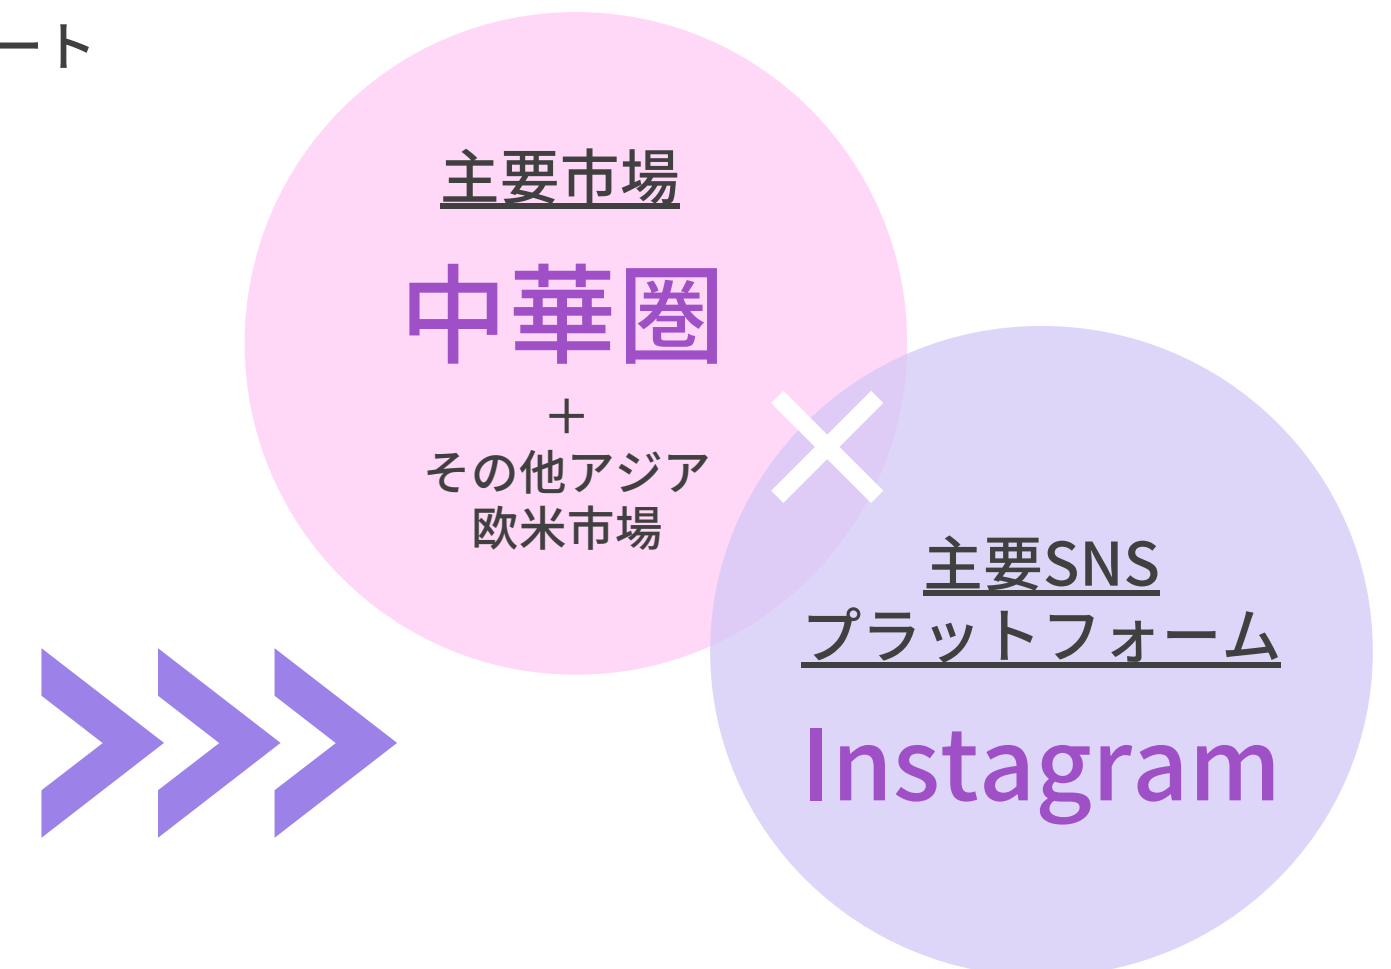 ート
主要市場
中華圏
＋
その他アジア
欧米市場
主要SNS
プラットフォーム
Instagram